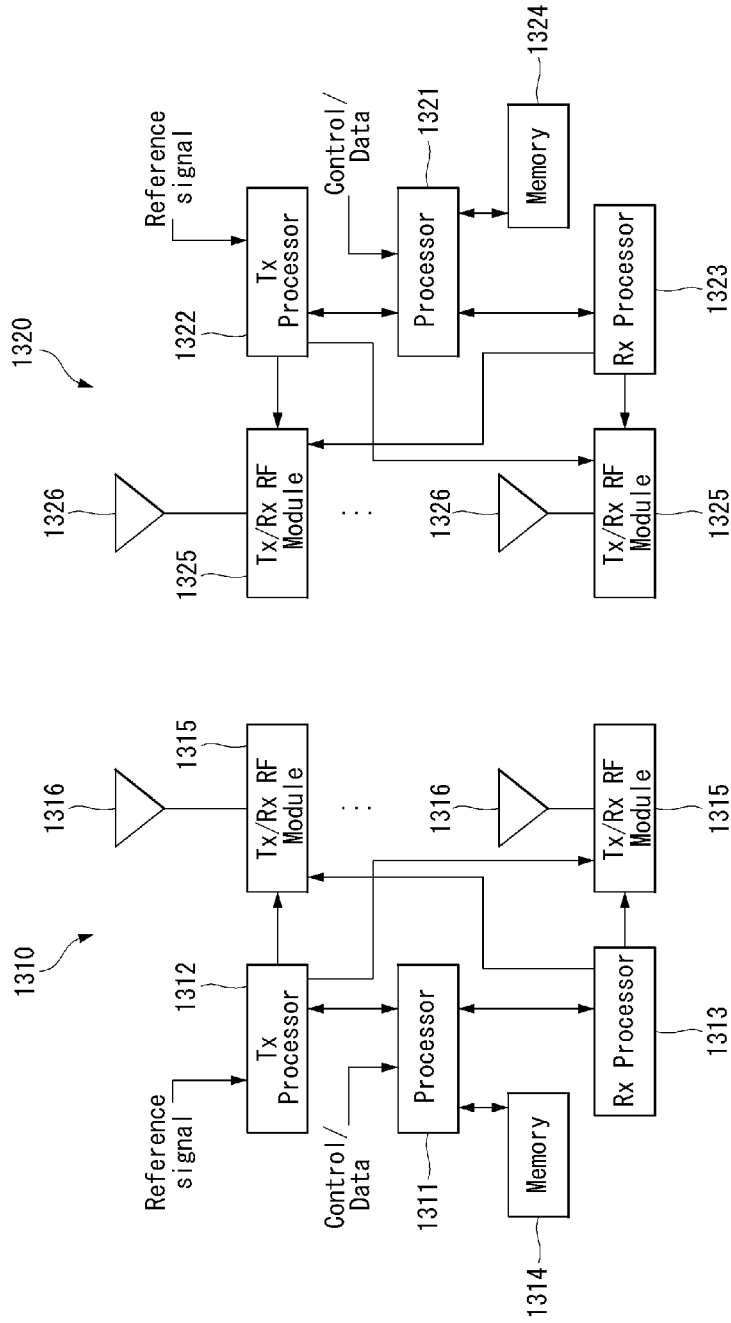 1310
Reference
signal
1312
Tx
Processor
1316
1315
Tx/Rx RF
Module
...
Control/
Data
Processor
1311
1316
Memory
1314
Rx Processor
1313
Tx/Rx RF
Module
1315
1320
1326
1325
Tx/Rx RF
Module
1322
Tx
Processor
Reference
signal
...
1326
Control/
Data
Processor
1321
Memory
1324
Tx/Rx RF
Module
1325
Rx Processor
1323